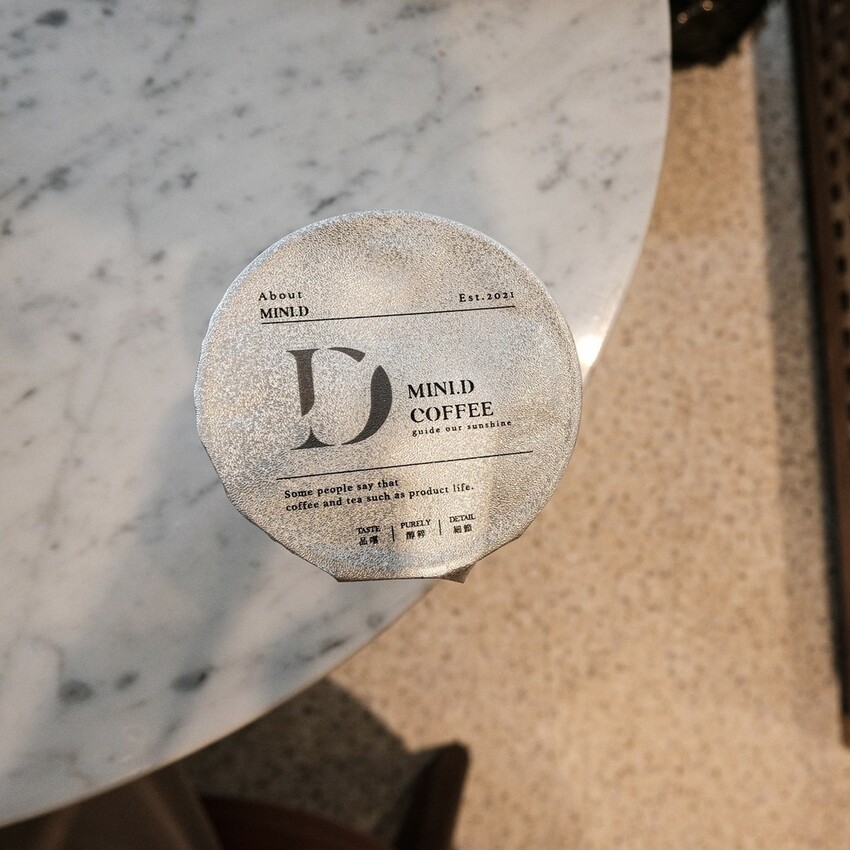 About
MINI.D
Est.2021
D
MINI.D
COFFEE
guide our sunshine
Some people say that
coffee and tea such as product life.
TASTE
品嚐
PURELY
醇粹
DETAIL
細節